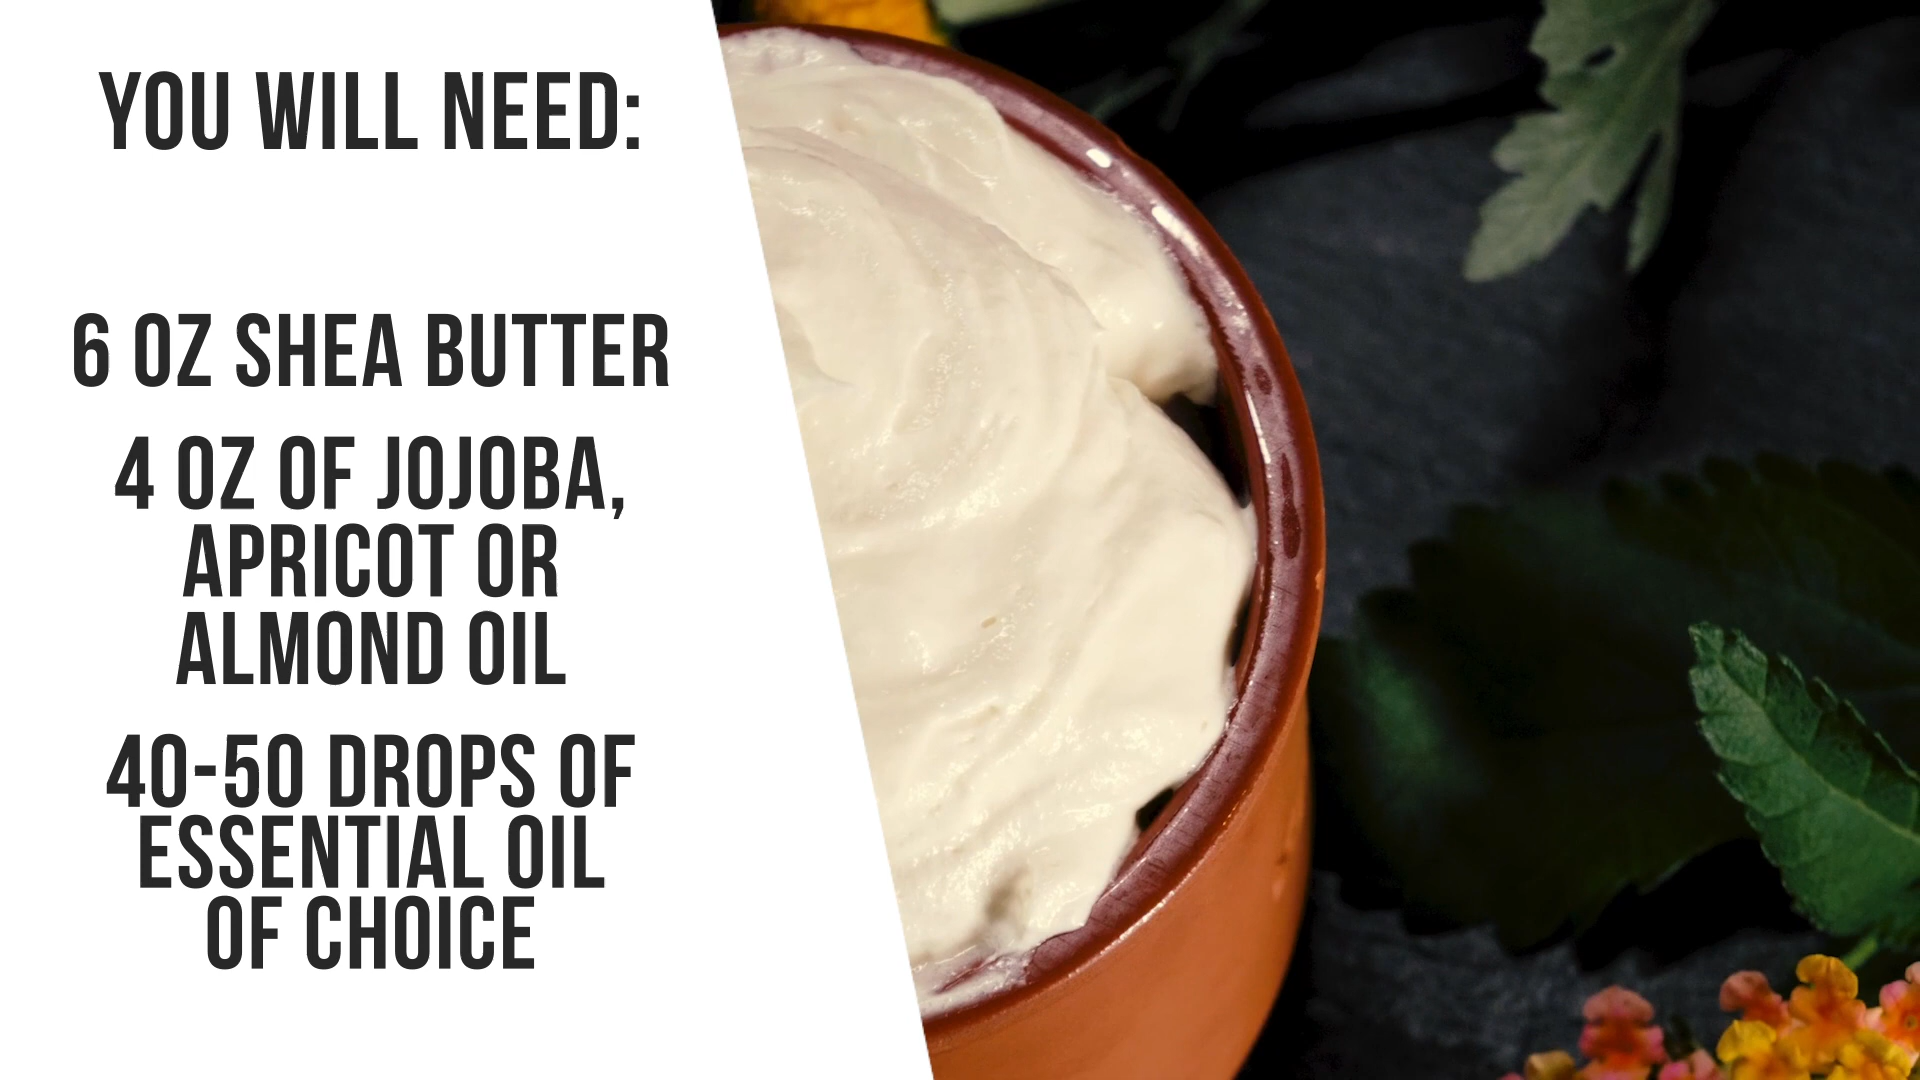 YOU WILL NEED:
6 OZ SHEA BUTTER
4 OZ OF JOJOBA,
APRICOT OR
ALMOND OIL
40-50 DROPS OF
ESSENTIAL OIL
OF CHOICE